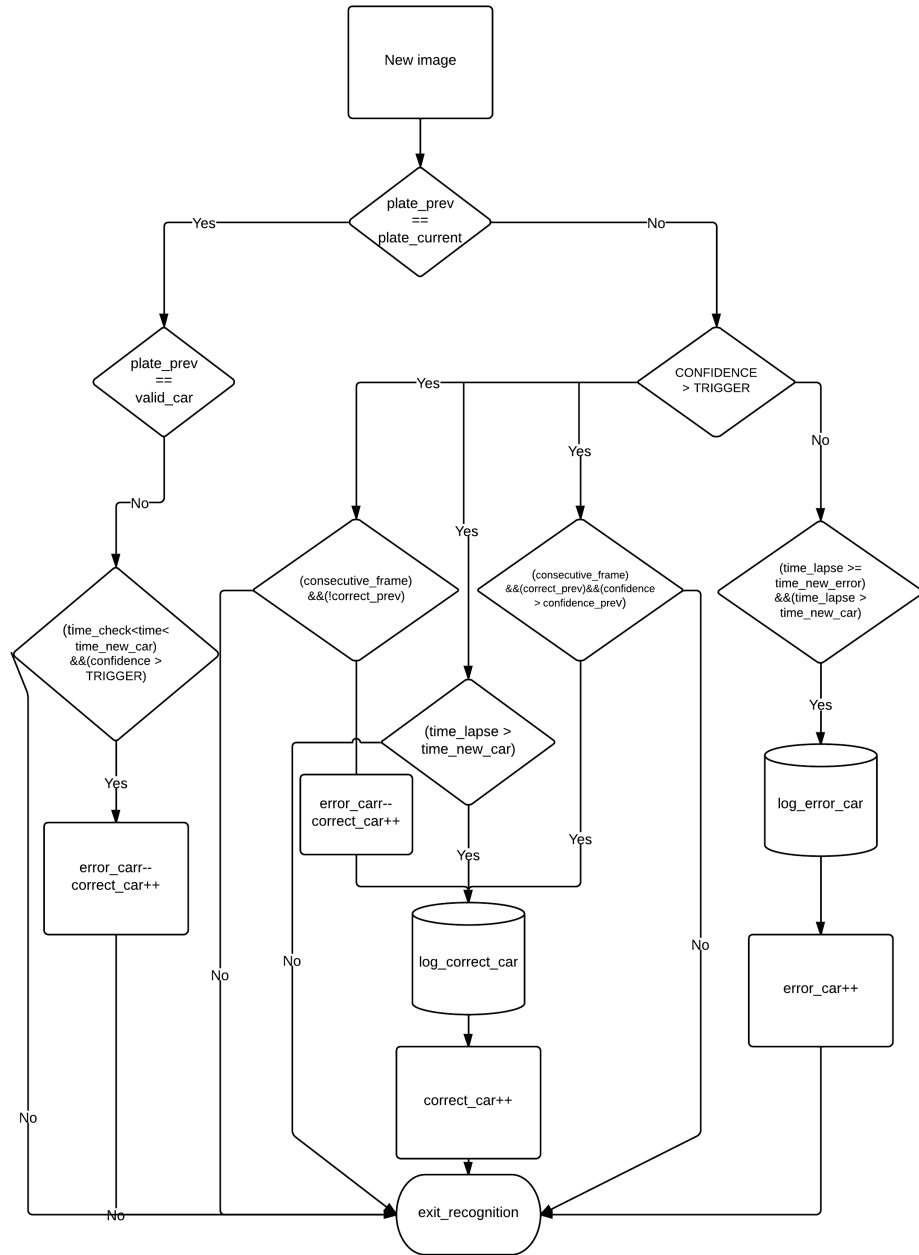 New image
plate_prev
==
plate_current
Yes
No
plate_prev
==
valid_car
CONFIDENCE
> TRIGGER
Yes
No
Yes
No
Yes
(consecutive_frame)
&&(!correct_prev)
(consecutive_frame)
&&(correct_prev)&&(confidence
> confidence_prev)
(time_lapse >=
time_new_error)
&&(time_lapse >
time_new_car)
(time_check<time<
time_new_car)
&&(confidence >
TRIGGER)
Yes
(time_lapse >
time_new_car)
Yes
error_carr--
correct_car++
log_error_car
Yes
Yes
error_carr--
correct_car++
No
No
No
log_correct_car
error_car++
correct_car++
No
No
exit_recognition